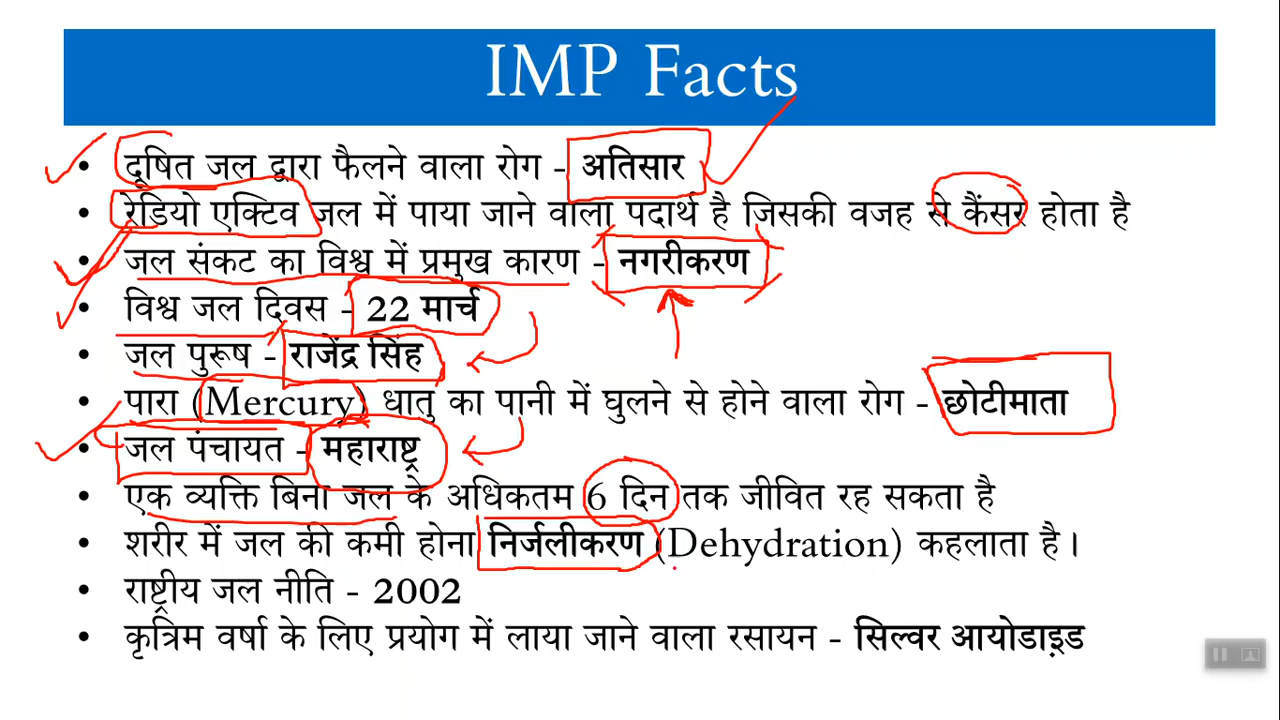 IMP Facts
• दूषित जल द्वारा फैलने वाला रोग - अतिसार
• रेडियो एक्टिव जल में पाया जाने वाला पदार्थ है जिसकी वजह से कैंसर होता है
• जल संकट का विश्व में प्रमुख कारण - नगरीकरण
• विश्व जल दिवस - 22 मार्च
• जल पुरूष - राजेंद्र सिंह
• पारा (Mercury) धातु का पानी में घुलने से होने वाला रोग - छोटीमाता
• जल पंचायत - महाराष्ट्र
• एक व्यक्ति बिना जल के अधिकतम 6 दिन तक जीवित रह सकता है
• शरीर में जल की कमी होना निर्जलीकरण (Dehydration) कहलाता है।
• राष्ट्रीय जल नीति - 2002
• कृत्रिम वर्षा के लिए प्रयोग में लाया जाने वाला रसायन - सिल्वर आयोडाइड